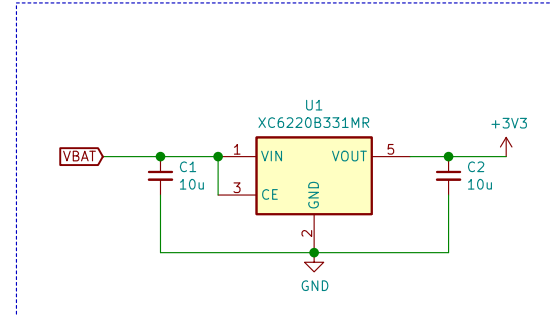 U1
XC6220B331MR
+3V3
VBAT
1
VIN
VOUT
5
C1
10u
C2
10u
3
CE
GND
2
GND